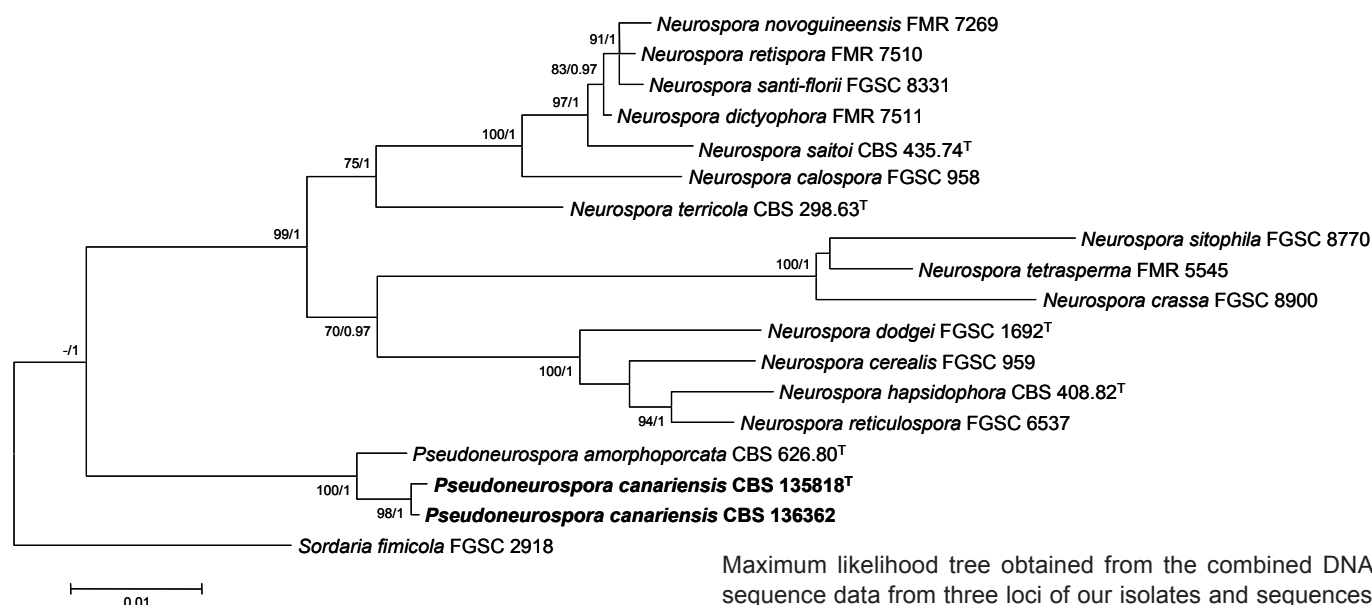 Neurospora novoguineensis FMR 7269
91/1
Neurospora retispora FMR 7510
83/0.97
Neurospora santi-florii FGSC 8331
97/1
Neurospora dictyophora FMR 7511
100/1
Neurospora saitoi CBS 435.74ᵀ
75/1
Neurospora calospora FGSC 958
Neurospora terricola CBS 298.63ᵀ
99/1
Neurospora sitophila FGSC 8770
100/1
Neurospora tetrasperma FMR 5545
Neurospora crassa FGSC 8900
70/0.97
Neurospora dodgei FGSC 1692ᵀ
-/1
Neurospora cerealis FGSC 959
100/1
Neurospora hapsidophora CBS 408.82ᵀ
94/1
Neurospora reticulospora FGSC 6537
Pseudoneurospora amorphoporcata CBS 626.80ᵀ
100/1
Pseudoneurospora canariensis CBS 135818ᵀ
98/1
Pseudoneurospora canariensis CBS 136362
Sordaria fimicola FGSC 2918
0.01
Maximum likelihood tree obtained from the combined DNA
sequence data from three loci of our isolates and sequences